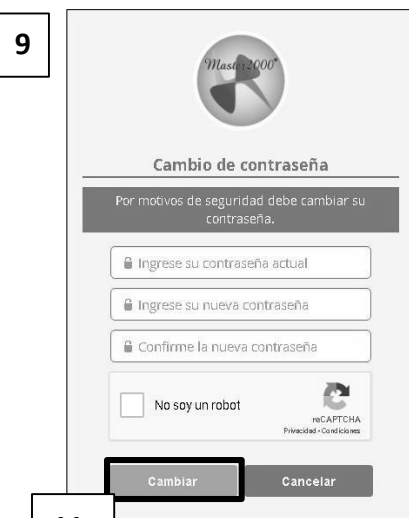 9
Master2000®
Cambio de contraseña
Por motivos de seguridad debe cambiar su
contraseña.
Ingrese su contraseña actual
Ingrese su nueva contraseña
Confirme la nueva contraseña
No soy un robot
reCAPTCHA
Privacidad - Condiciones
Cambiar
Cancelar